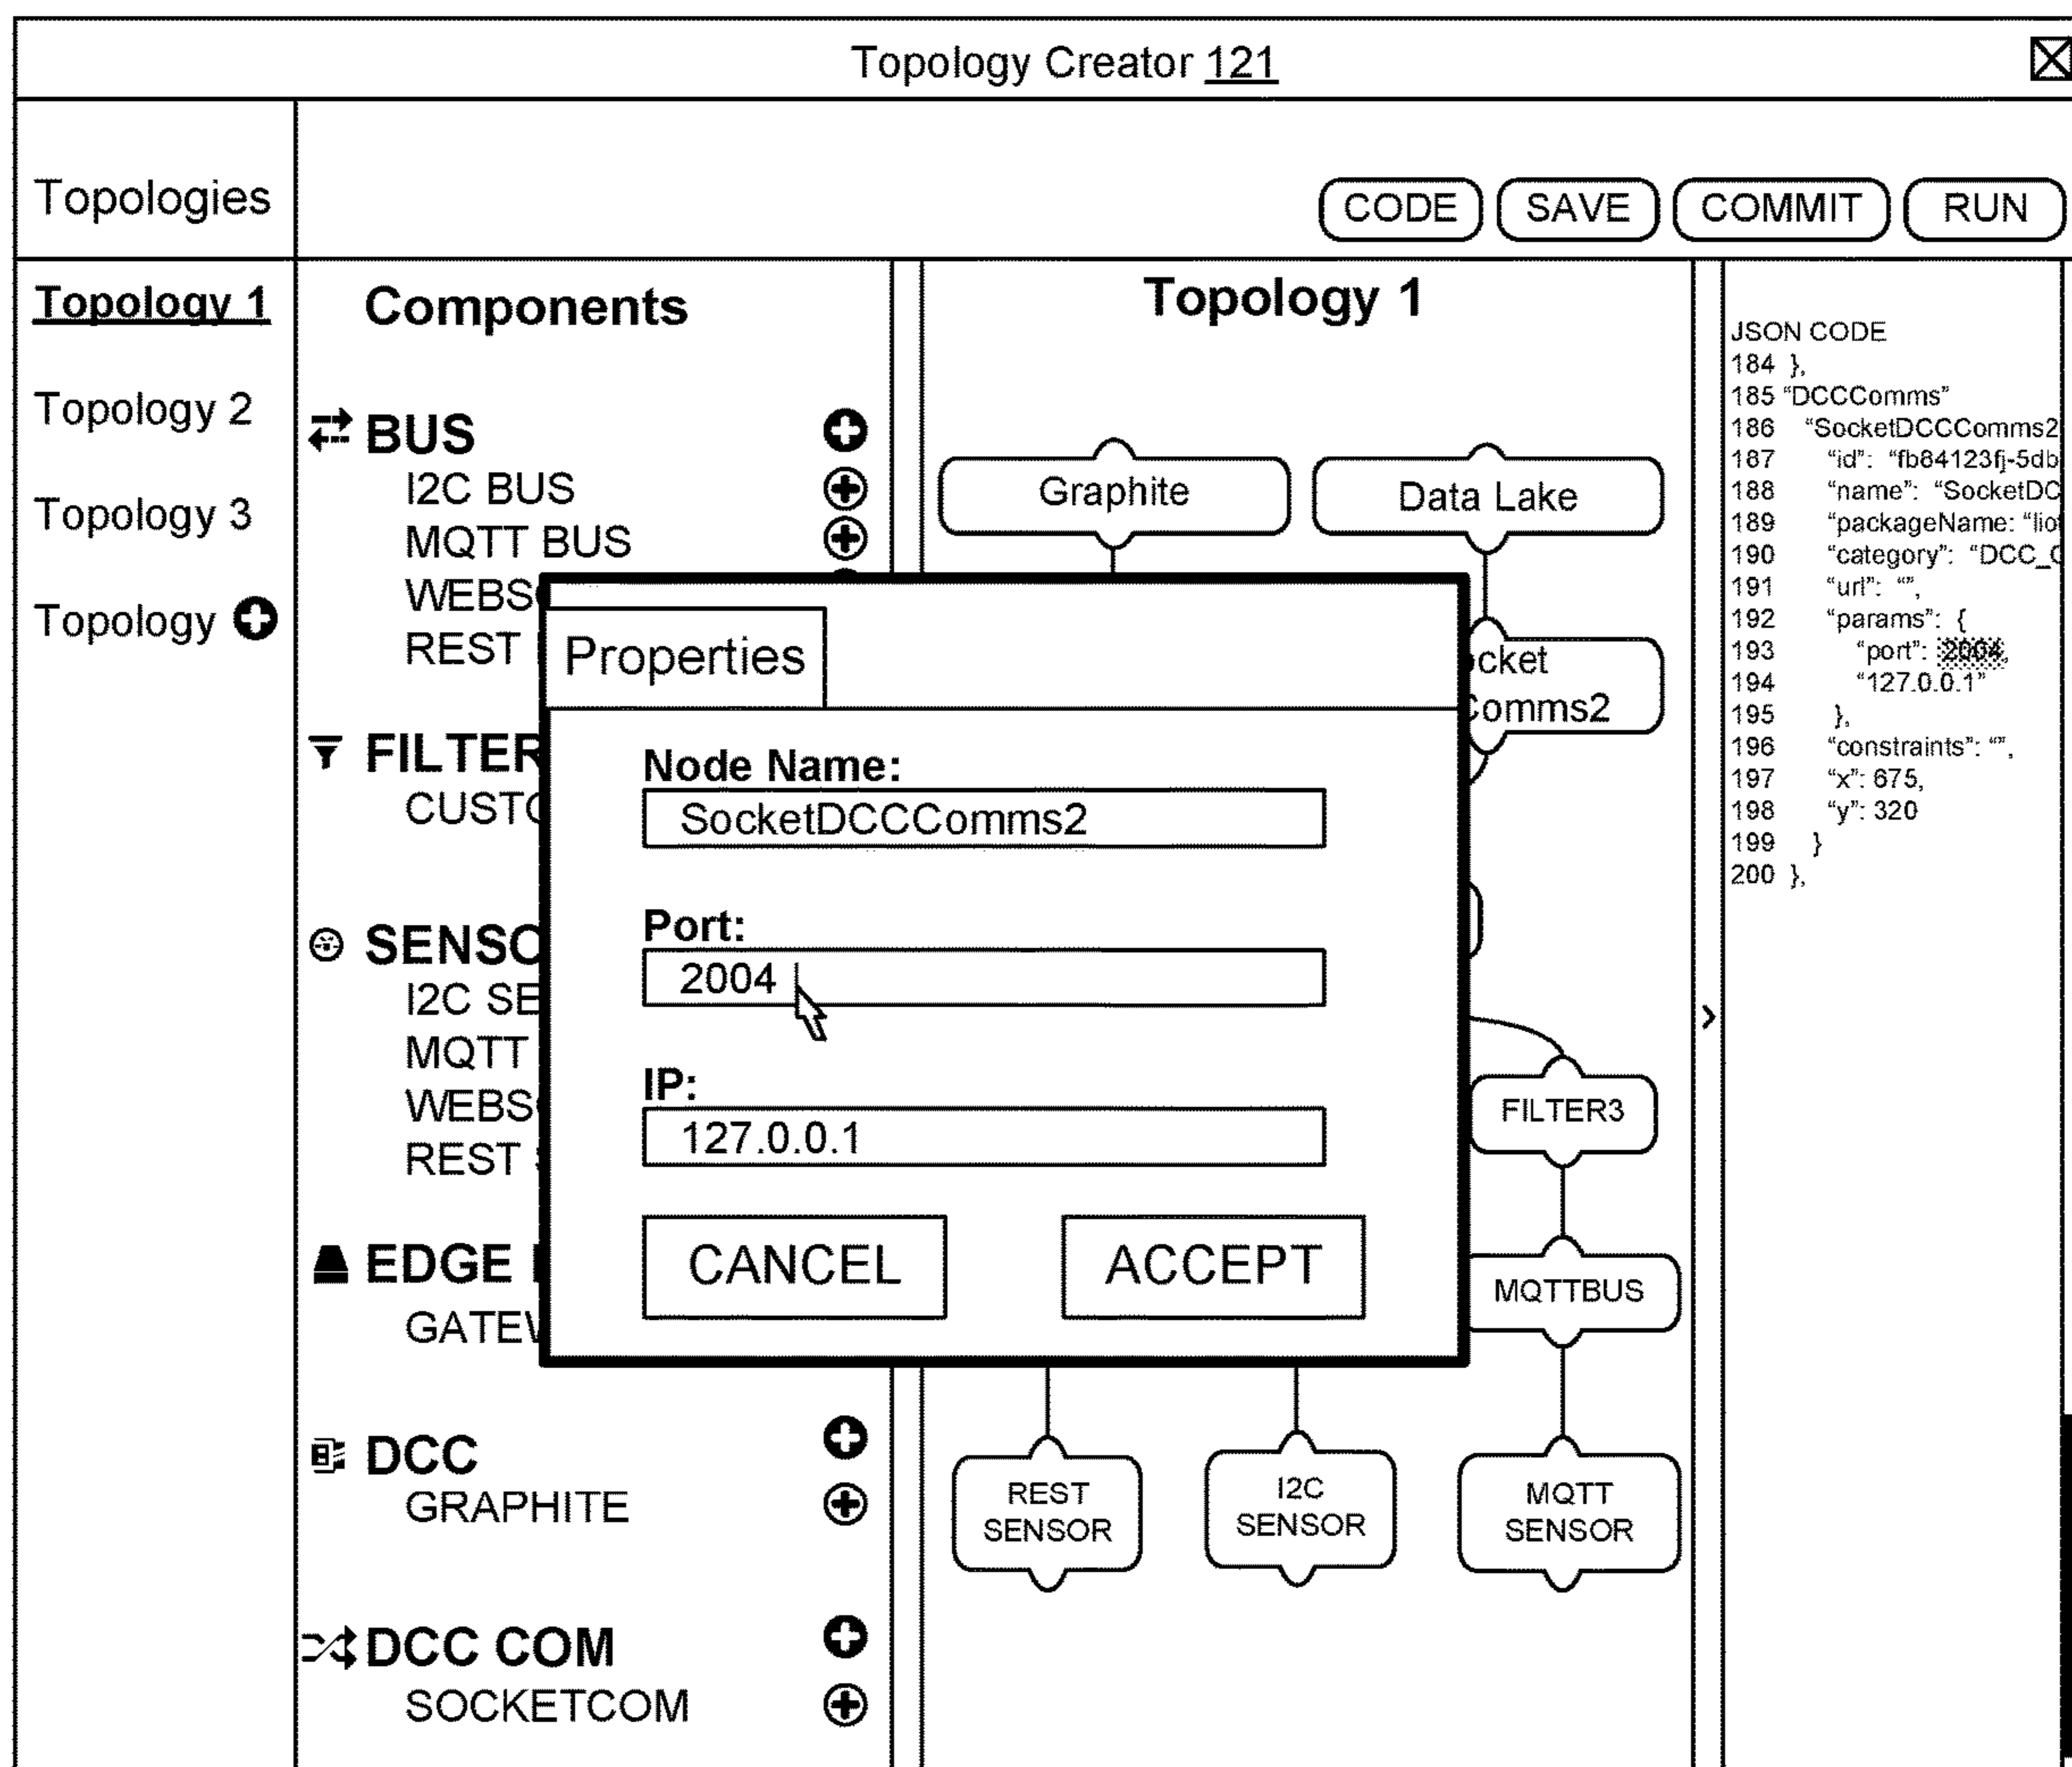 Topology Creator 121
Topologies
CODE
SAVE
COMMIT
RUN
Topology 1
Topology 2
Topology 3
Topology
Components
BUS
I2C BUS
MQTT BUS
WEBS
REST
FILTER
CUSTO
SENSO
I2C SE
MQTT
WEBS
REST
EDGE
GATEW
DCC
GRAPHITE
DCC COM
SOCKETCOM
Topology 1
Graphite
Data Lake
cket
Comms2
FILTER3
MQTTBUS
REST
SENSOR
I2C
SENSOR
MQTT
SENSOR
Properties
Node Name:
SocketDCCComms2
Port:
2004
IP:
127.0.0.1
CANCEL
ACCEPT
>
JSON CODE
184 },
185 “DCCComms”
186 “SocketDCCComms2
187 “id”: “fb84123fj-5db
188 “name”: “SocketDC
189 “packageName: “lio
190 “category”: “DCC_C
191 “url”: “”,
192 “params”: {
193 “port”: 2004,
194 “127.0.0.1”
195 },
196 “constraints”: “”,
197 “x”: 675,
198 “y”: 320
199 }
200 },